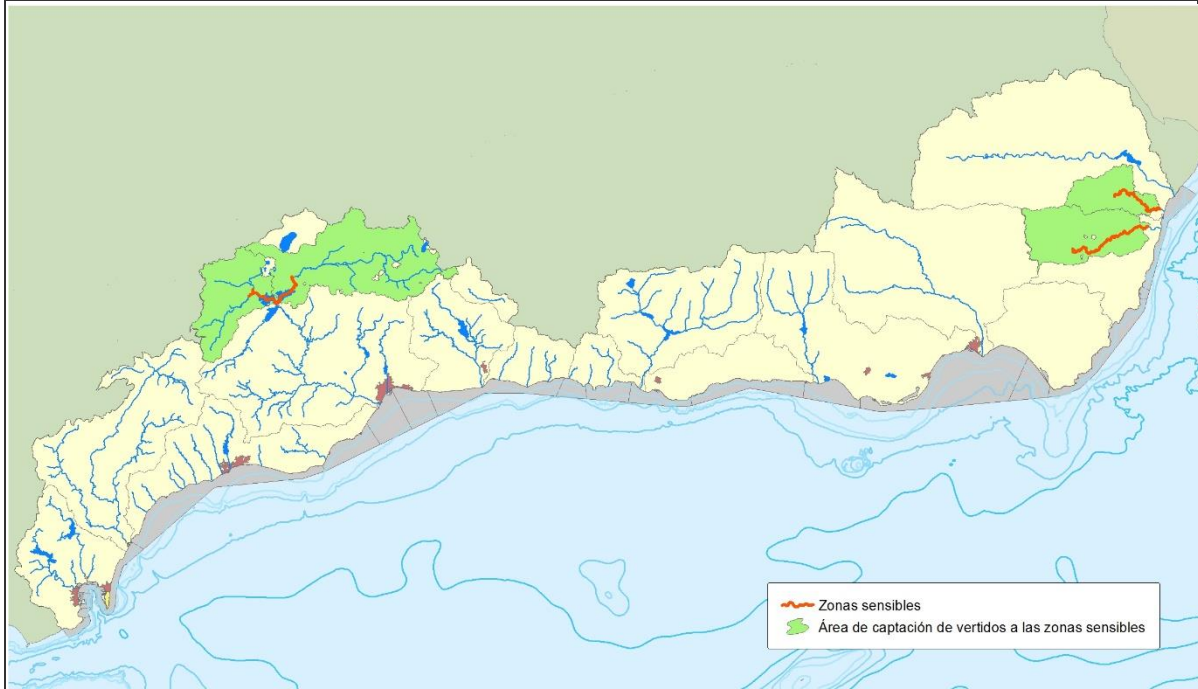 Zonas sensibles
Área de captación de vertidos a las zonas sensibles